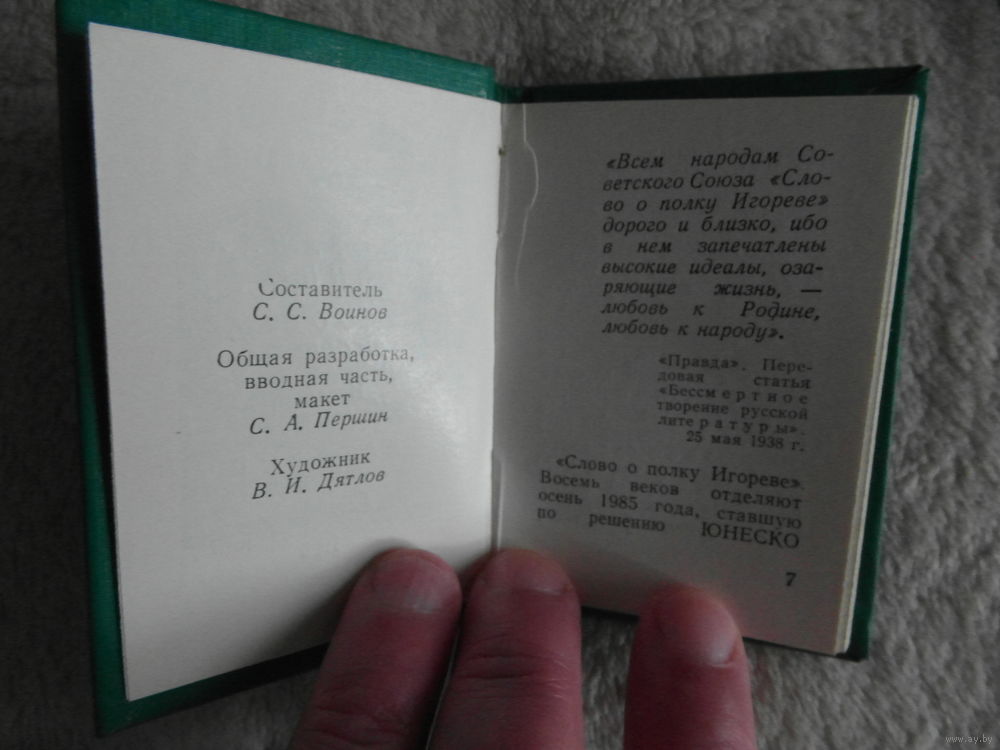 Составитель
С. С. Воинов
Общая разработка,
вводная часть,
макет
С. А. Першин
Художник
В. И. Дятлов
«Всем народам Со-
ветского Союза «Сло-
во о полку Игореве»
дорого и близко, ибо
в нем запечатлены
высокие идеалы, оза-
ряющие жизнь, —
любовь к Родине,
любовь к народу».
«Правда». Пере-
довая статья
«Бессмертное
творение русской
литературы».
25 мая 1938 г.
«Слово о полку Игореве».
Восемь веков отделяют
осень 1985 года, ставшую
по решению ЮНЕСКО
7
www.ay.by